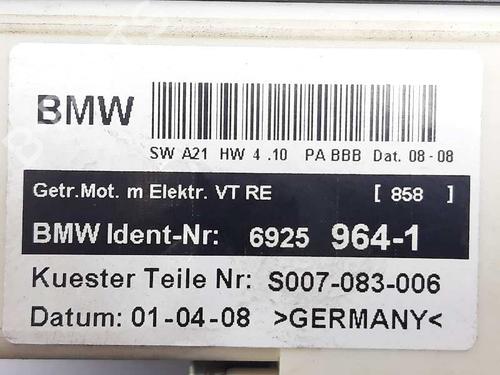 BMW
SW A21 HW 4 .10 PA BBB Dat. 08-08
Getr.Mot. m Elektr. VT RE [ 858 ]
BMW Ident-Nr: 6925 964-1
Kuester Teile Nr: S007-083-006
Datum: 01-04-08 >GERMANY<